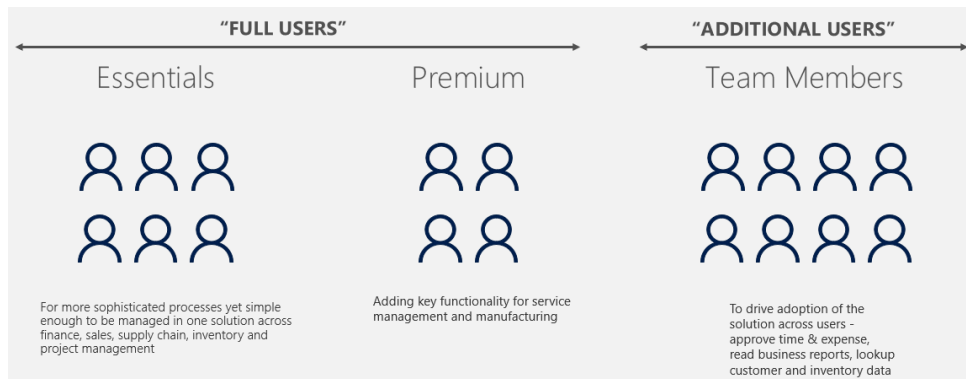 “FULL USERS”
“ADDITIONAL USERS”
Essentials
Premium
Team Members
For more sophisticated processes yet simple
enough to be managed in one solution across
finance, sales, supply chain, inventory and
project management
Adding key functionality for service
management and manufacturing
To drive adoption of the
solution across users -
approve time & expense,
read business reports, lookup
customer and inventory data